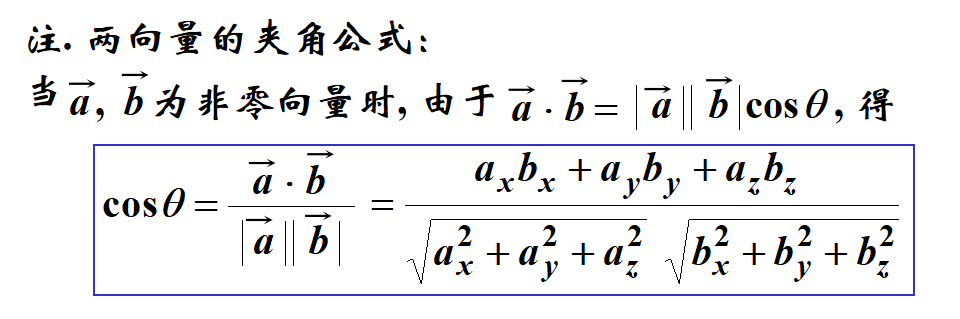 注. 两向量的夹角公式:
当 $\vec{a}$, $\vec{b}$ 为非零向量时, 由于 $\vec{a} \cdot \vec{b} = |\vec{a}||\vec{b}|\cos\theta$, 得
$\cos\theta = \frac{\vec{a} \cdot \vec{b}}{|\vec{a}||\vec{b}|} = \frac{a_x b_x + a_y b_y + a_z b_z}{\sqrt{a_x^2 + a_y^2 + a_z^2} \sqrt{b_x^2 + b_y^2 + b_z^2}}$